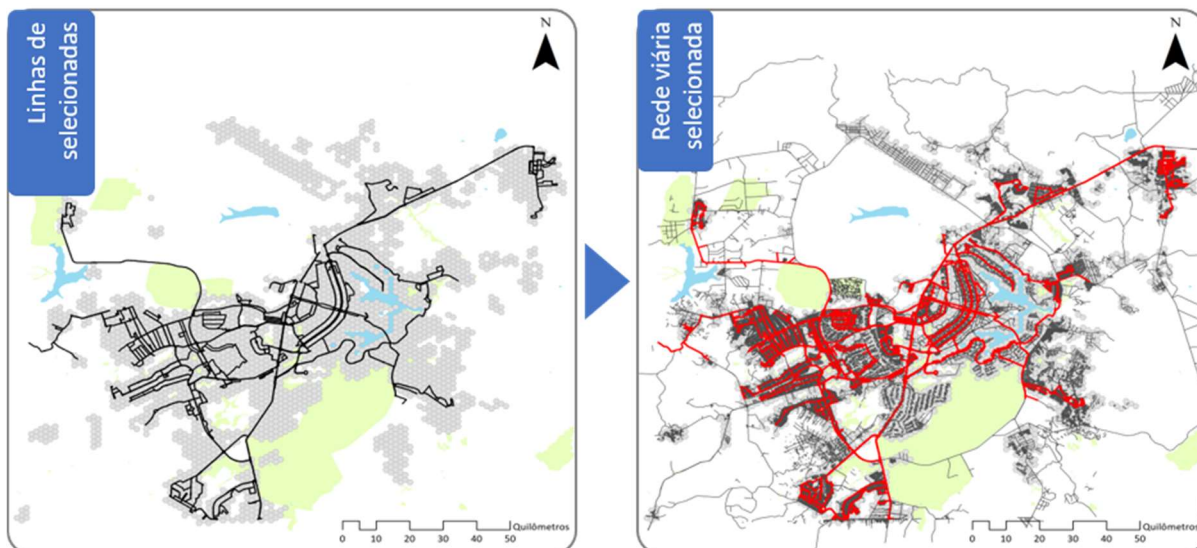 Linhas de
selecionadas
N
0 10 20 30 40 50
Quilômetros
Rede viária
selecionada
N
0 10 20 30 40 50
Quilômetros